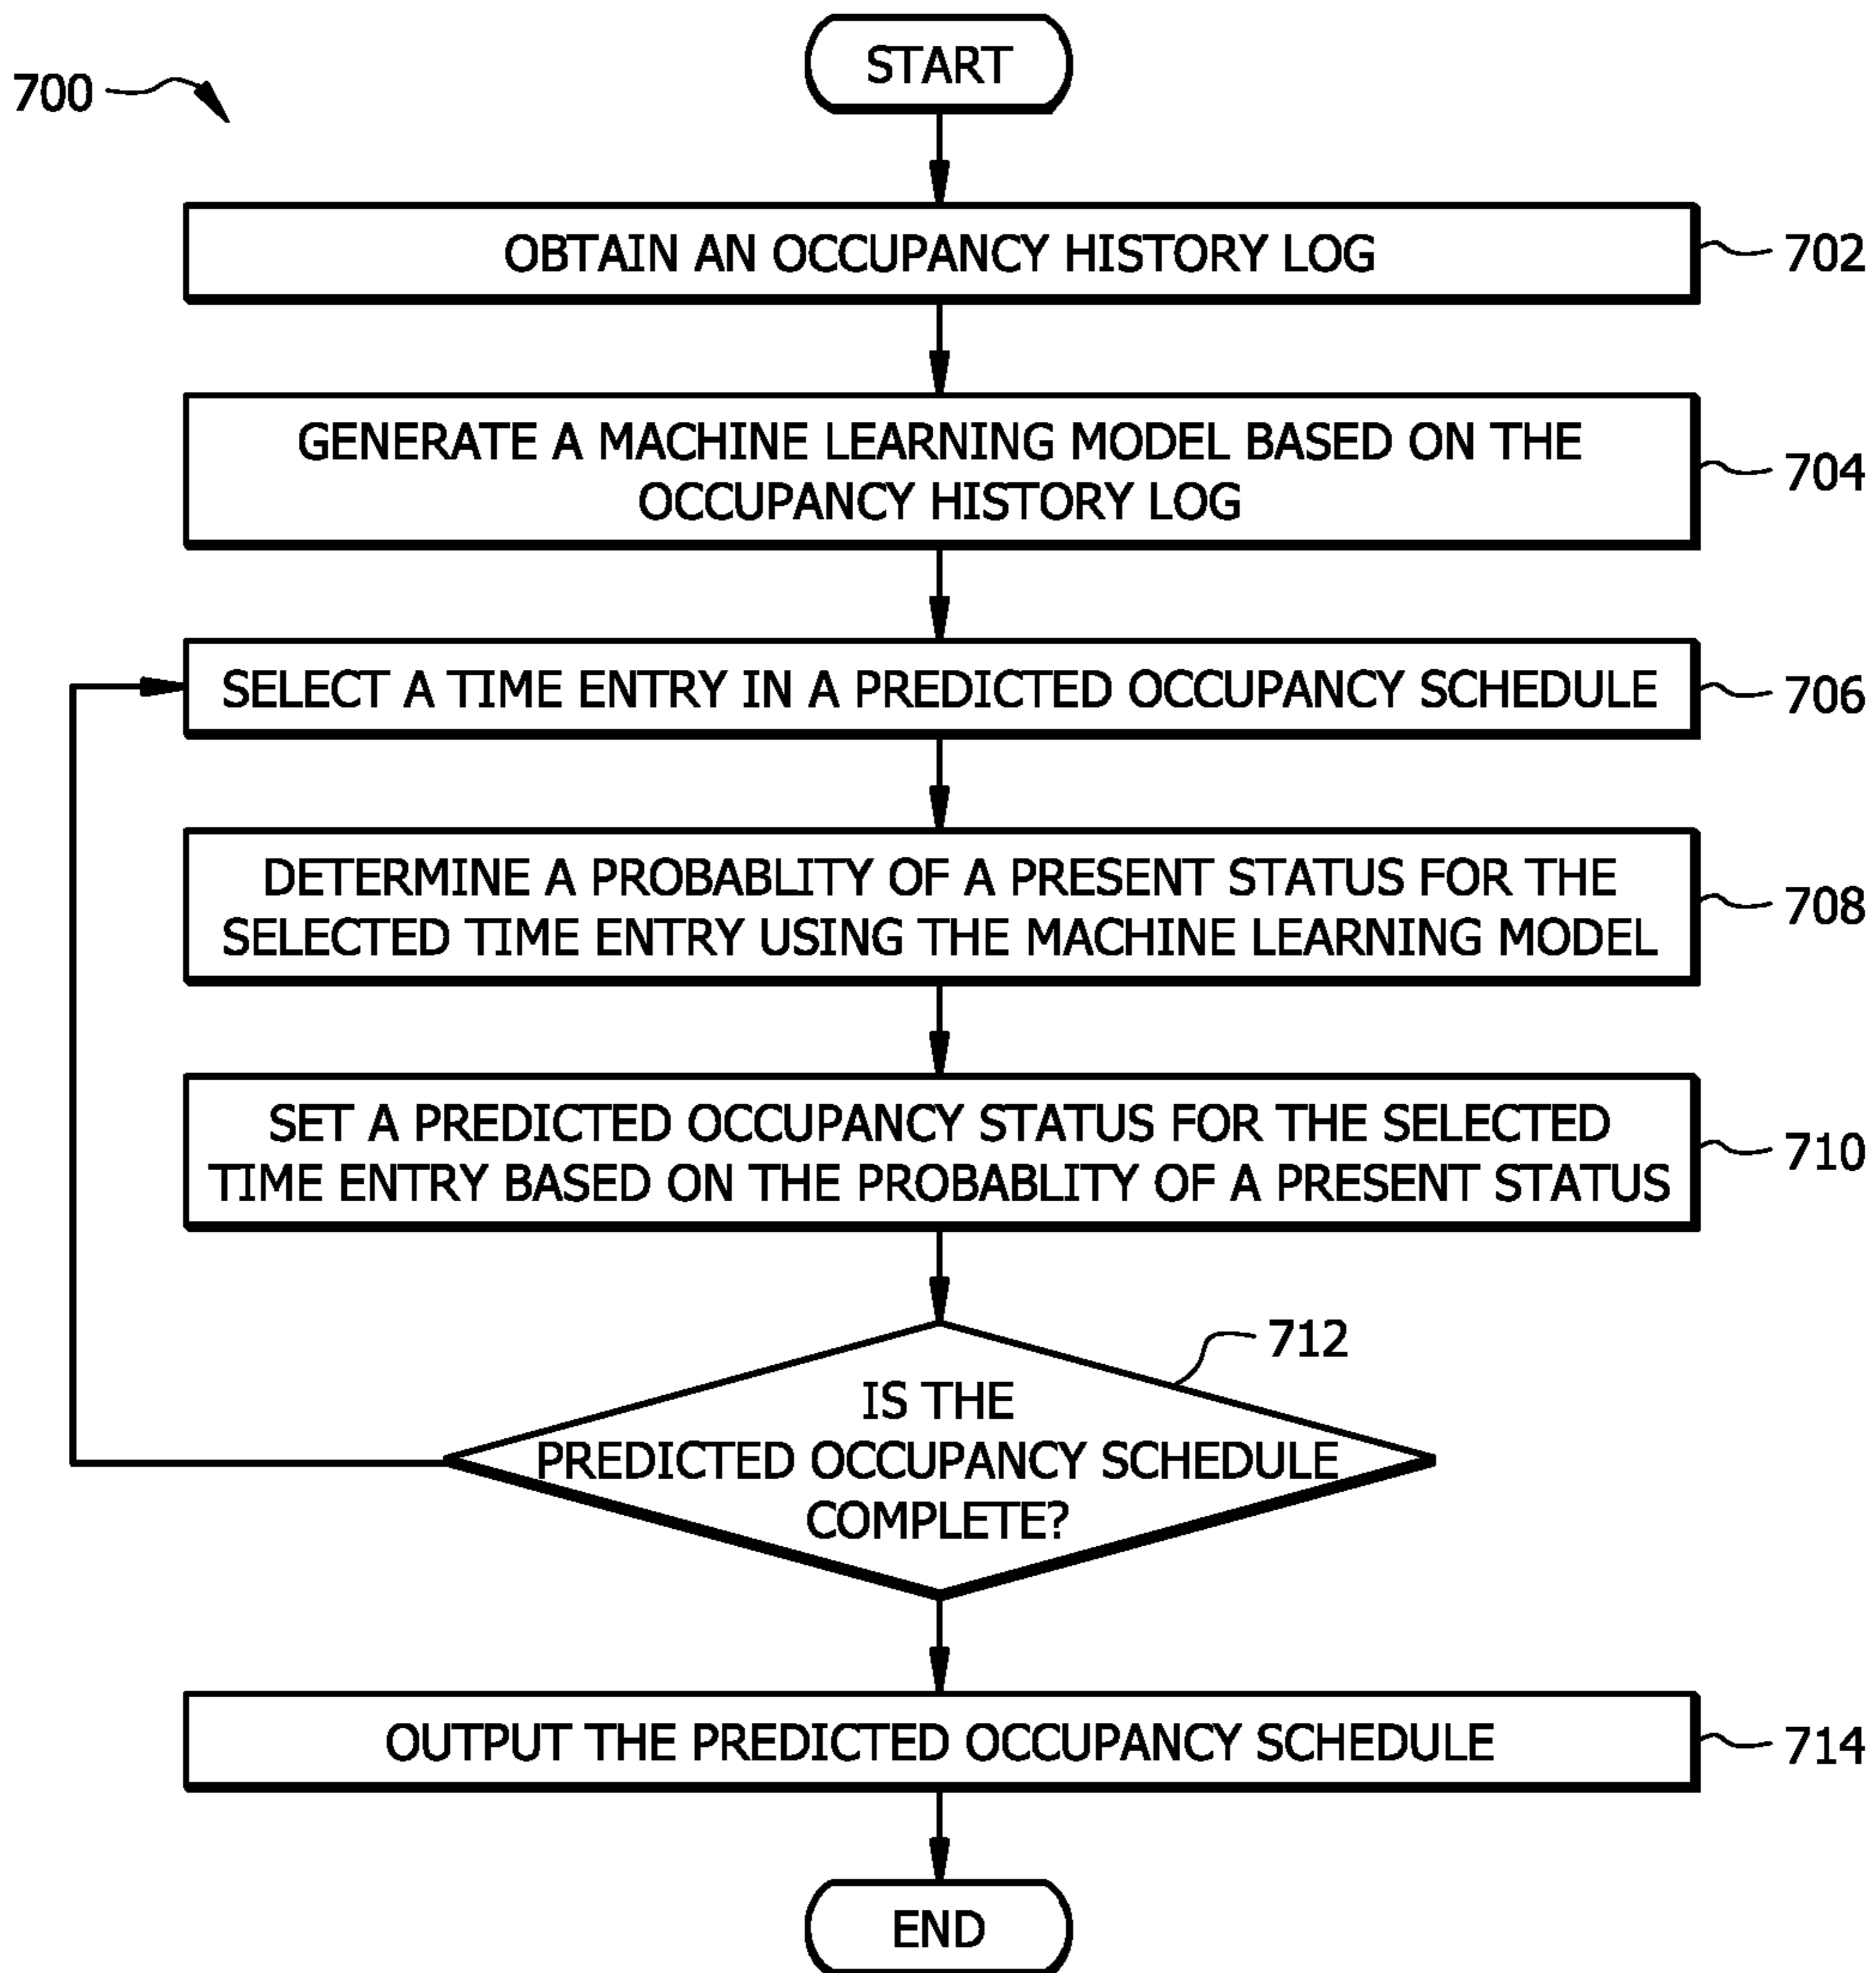 START
700
OBTAIN AN OCCUPANCY HISTORY LOG
702
GENERATE A MACHINE LEARNING MODEL BASED ON THE
OCCUPANCY HISTORY LOG
704
SELECT A TIME ENTRY IN A PREDICTED OCCUPANCY SCHEDULE
706
DETERMINE A PROBABLITY OF A PRESENT STATUS FOR THE
SELECTED TIME ENTRY USING THE MACHINE LEARNING MODEL
708
SET A PREDICTED OCCUPANCY STATUS FOR THE SELECTED
TIME ENTRY BASED ON THE PROBABLITY OF A PRESENT STATUS
710
712
IS THE
PREDICTED OCCUPANCY SCHEDULE
COMPLETE?
OUTPUT THE PREDICTED OCCUPANCY SCHEDULE
714
END